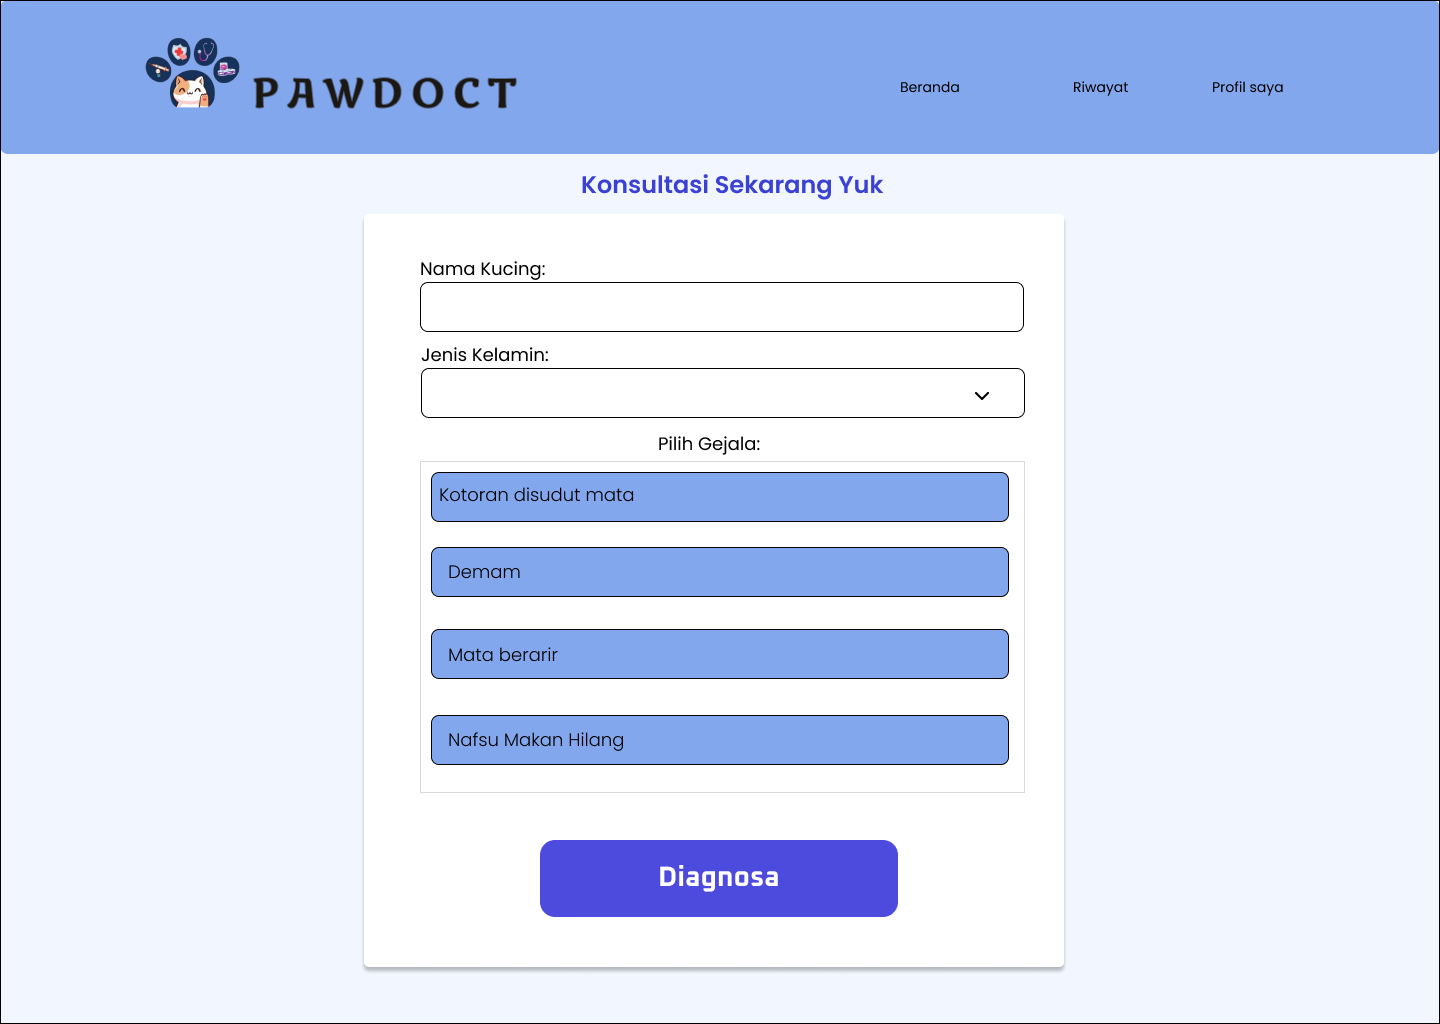 PAWDOCT
Beranda
Riwayat
Profil saya
Konsultasi Sekarang Yuk
Nama Kucing:
Jenis Kelamin:
Pilih Gejala:
Kotoran disudut mata
Demam
Mata berarir
Nafsu Makan Hilang
Diagnosa